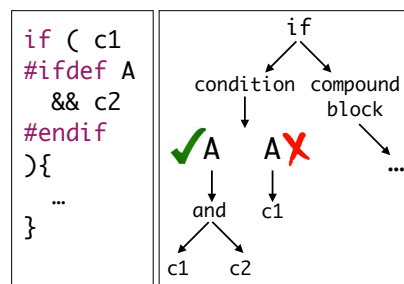 if ( c1
#ifdef A
&& c2
#endif
){
…
}
if
condition compound
block
A A
…
and c1
c1 c2